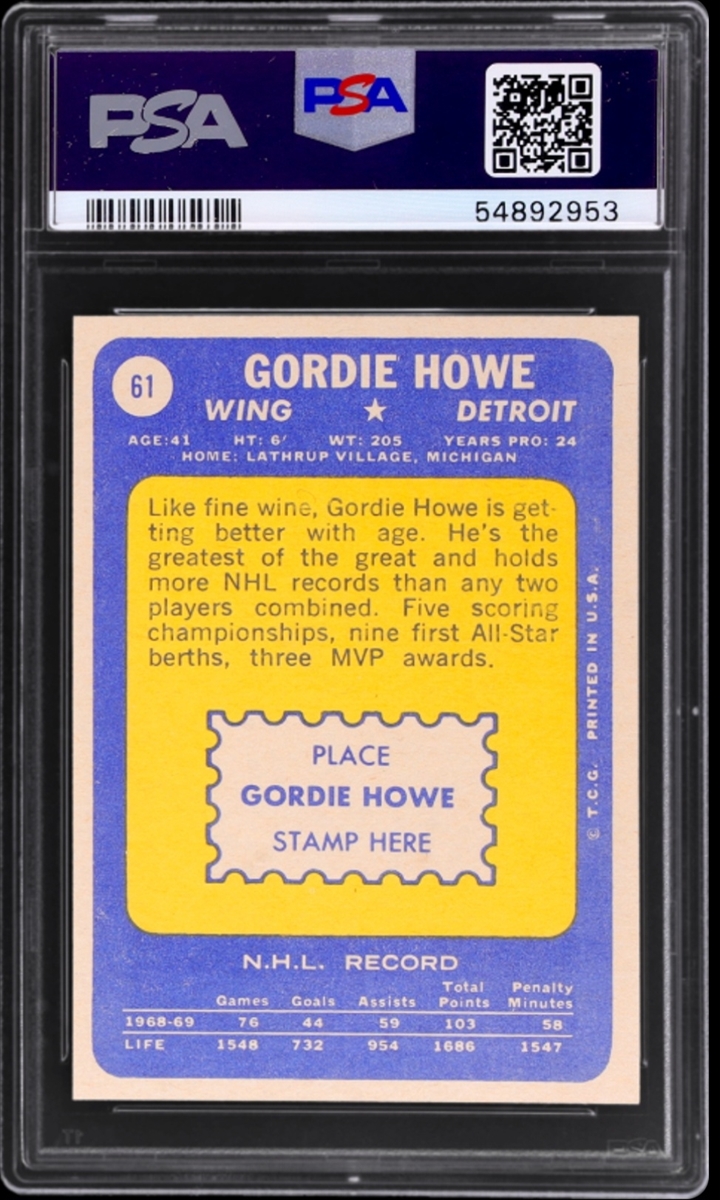 PSA
PSA
54892953
61
GORDIE HOWE
WING ★ DETROIT
AGE:41 HT: 6' WT: 205 YEARS PRO: 24
HOME: LATHRUP VILLAGE, MICHIGAN
Like fine wine, Gordie Howe is get-
ting better with age. He's the
greatest of the great and holds
more NHL records than any two
players combined. Five scoring
championships, nine first All-Star
berths, three MVP awards.
PLACE
GORDIE HOWE
STAMP HERE
© T.C.G. PRINTED IN U.S.A.
N.H.L. RECORD
Games Goals Assists Total Points Penalty Minutes
1968-69 76 44 59 103 58
LIFE 1548 732 954 1686 1547
PSA